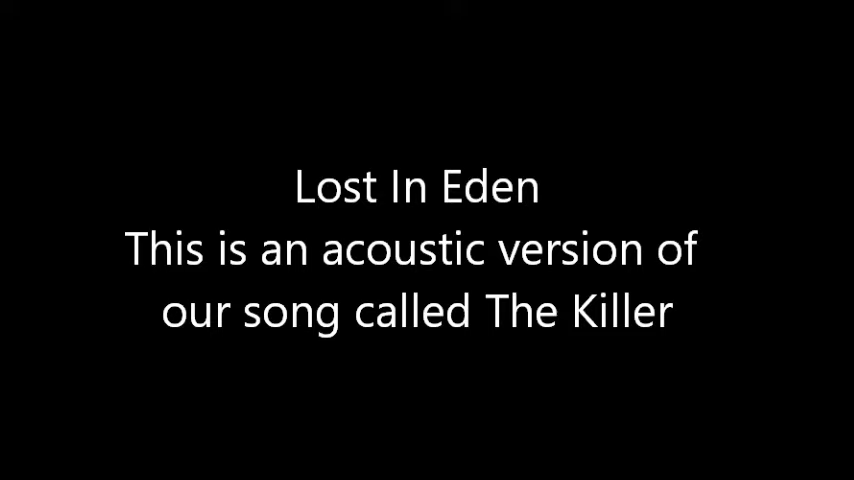 Lost In Eden
This is an acoustic version of
our song called The Killer